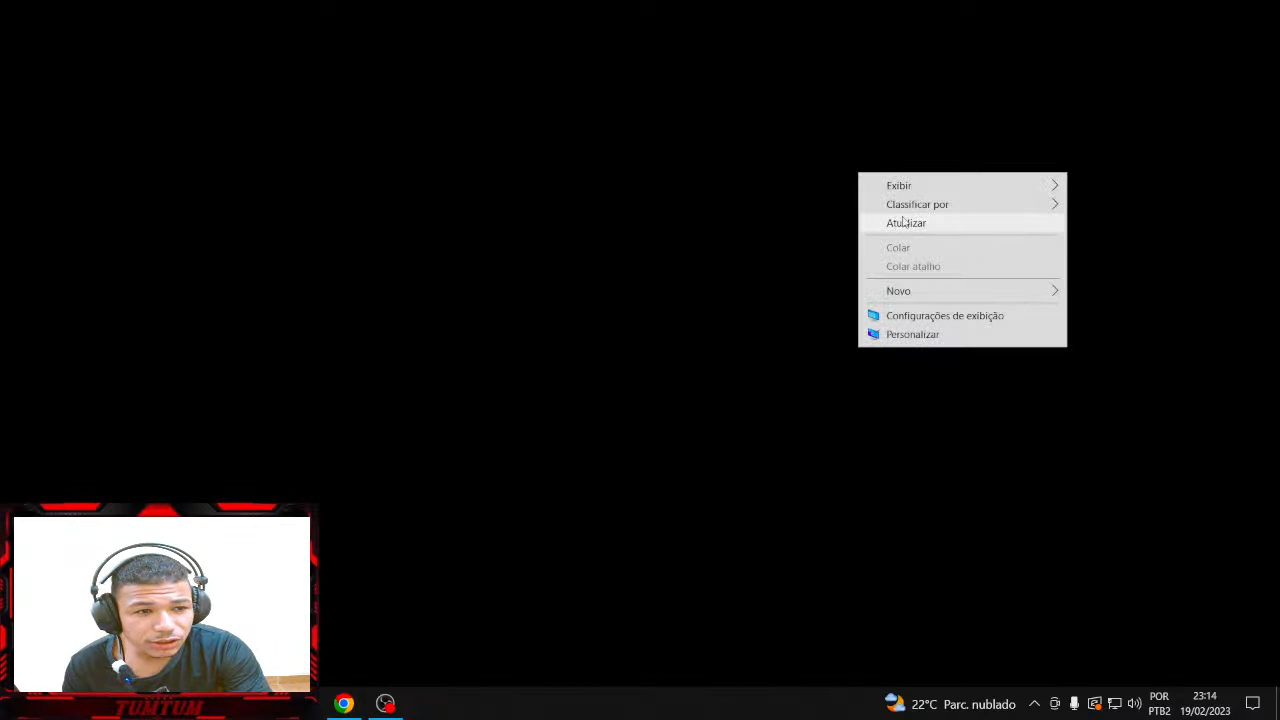 Exibir
Classificar por
Atualizar
Colar
Colar atalho
Novo
Configurações de exibição
Personalizar
TUMTUM
22°C Parc. nublado
POR
PTB2
23:14
19/02/2023